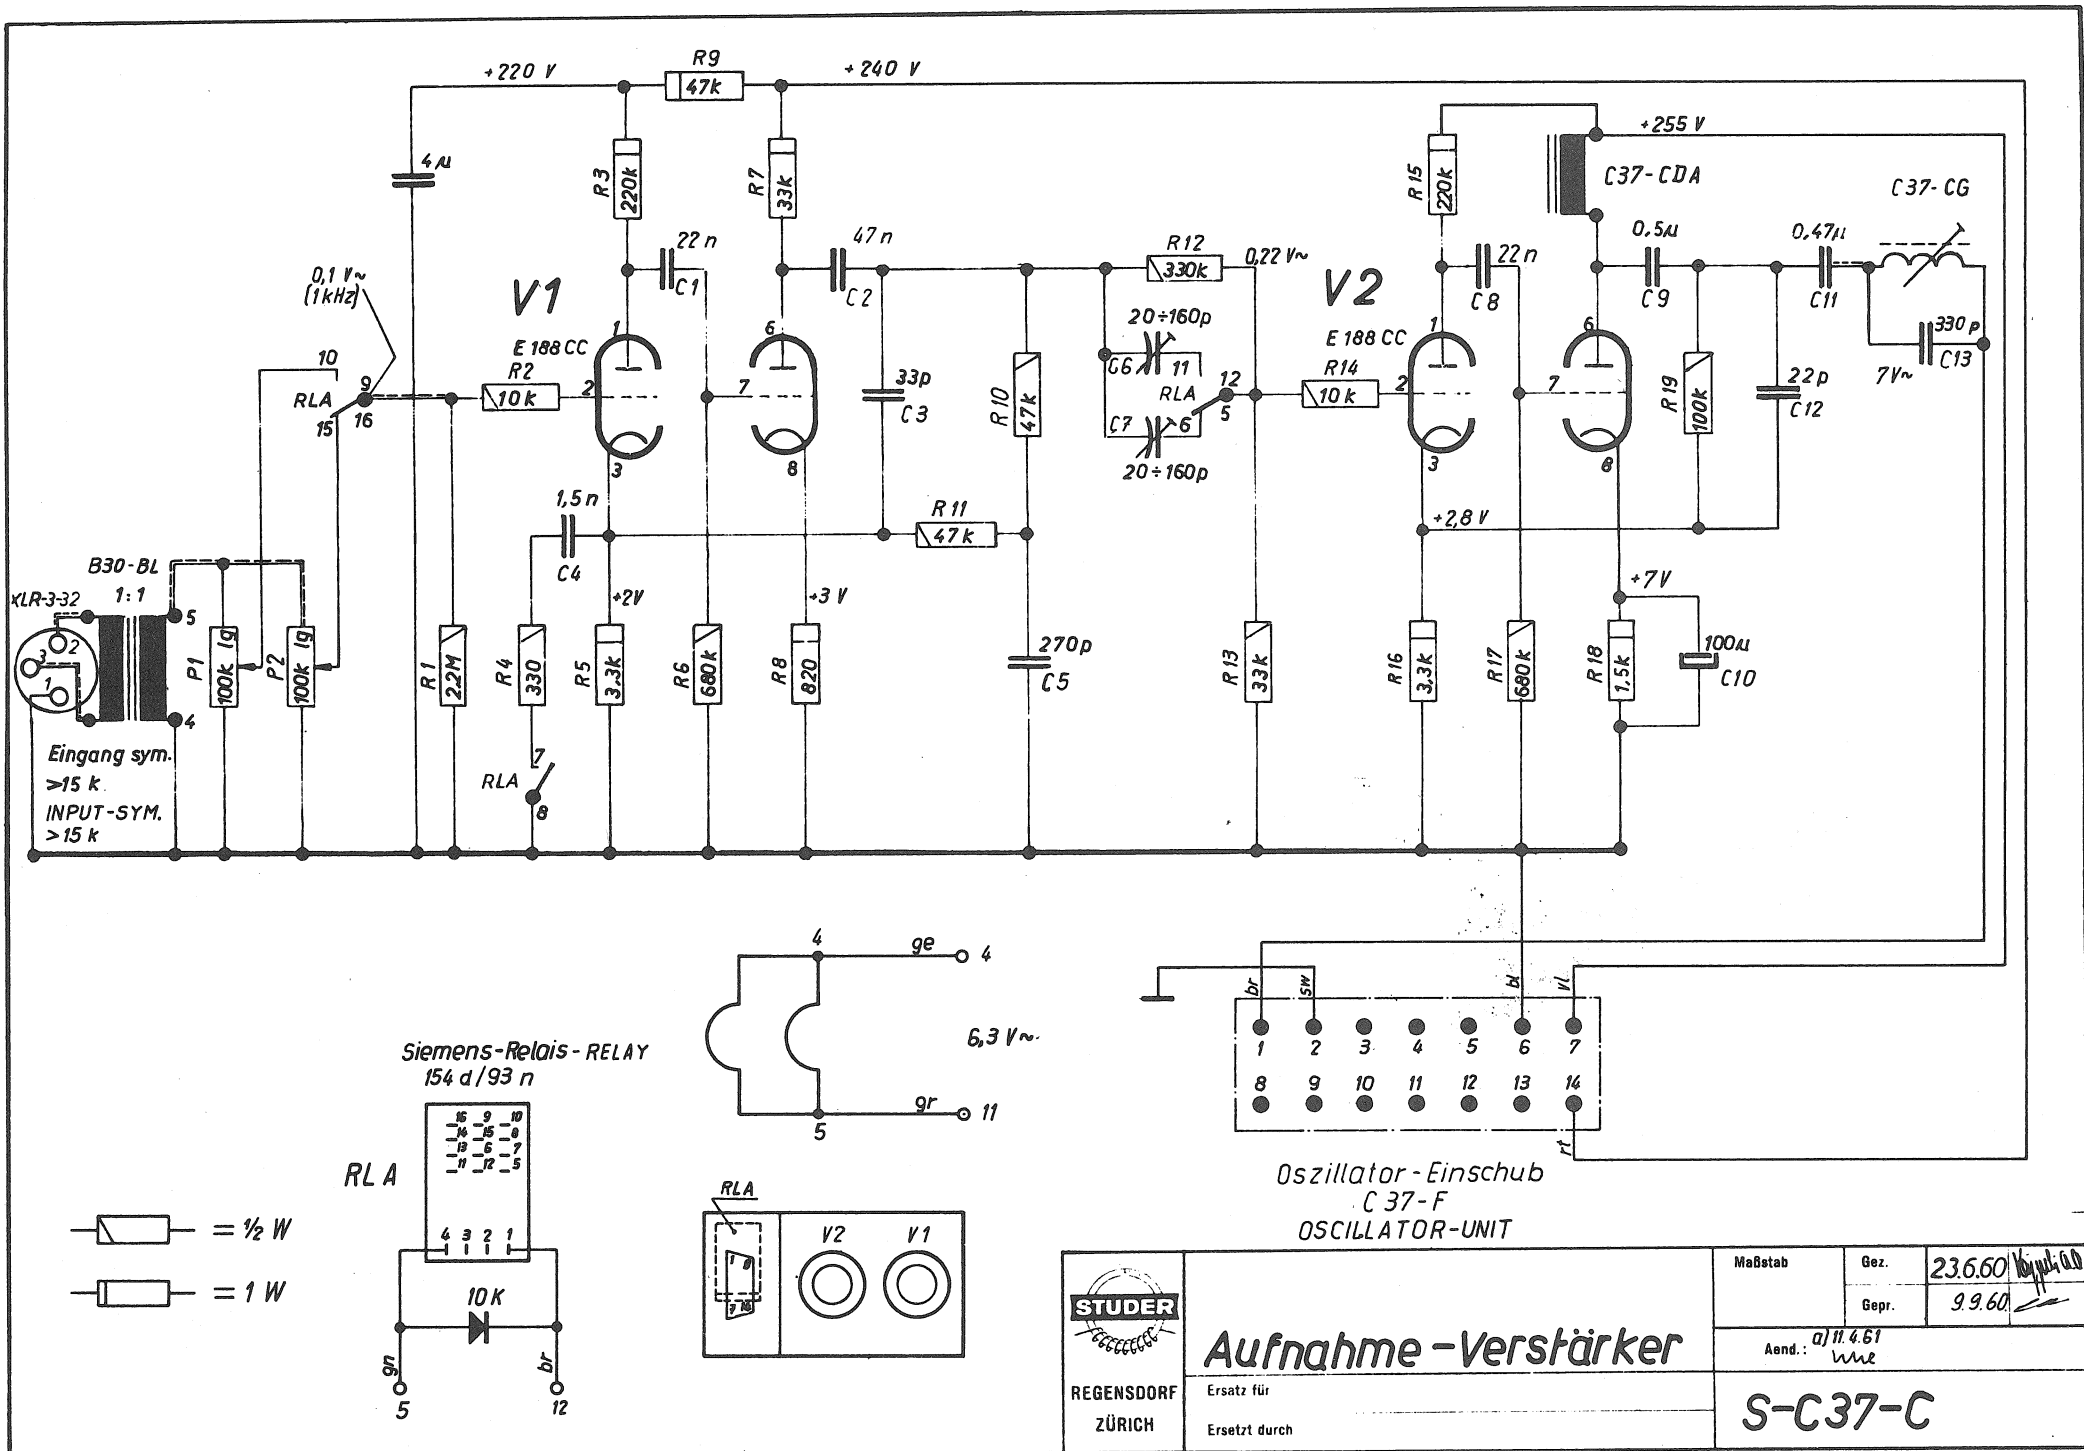 +220 V
R9
47k
+240 V
4µ
R3
220k
R7
33k
22n
C1
47n
C2
0,1 V~
(1kHz)
V1
E 188 CC
10
RLA
9
16
15
R2
10k
1
2
3
6
7
8
33p
C3
R10
47k
R12
330k
0,22 V~
20÷160p
C6
11
RLA
12
5
C7
6
20÷160p
V2
E 188 CC
R14
10k
1
2
3
R15
220k
22n
C8
+255 V
C37-CDA
6
7
8
0,5µ
C9
R19
100k
22p
C12
0,47µ
C11
C37-CG
330p
C13
7V~
1,5n
C4
R11
47k
+2V
+3 V
+2,8 V
+7V
B30-BL
1:1
XLR-3-32
2
3
1
5
4
P1
100k lg
P2
100k lg
R1
2,2M
R4
330
R5
3,3k
R6
680k
R8
820
270p
C5
R13
33k
R16
3,3k
R17
680k
R18
1,5k
100µ
C10
Eingang sym.
>15 k
INPUT-SYM.
>15 k
7
RLA
8
4
ge
4
6,3 V~
5
gr
11
br
sw
bl
vl
1 2 3 4 5 6 7
8 9 10 11 12 13 14
rt
Oszillator-Einschub
C 37-F
OSCILLATOR-UNIT
Siemens-Relais-RELAY
154 d/93 n
16 9 10
14 15 8
13 6 7
11 12 5
RLA
4 3 2 1
10K
gn
br
5
12
= ½ W
= 1 W
RLA
V2
V1
STUDER
REGENSDORF
ZÜRICH
Aufnahme-Verstärker
Ersatz für
Ersetzt durch
Maßstab
Gez.
23.6.60
Gepr.
9.9.60
Aend.:
a) 11.4.61
S-C37-C